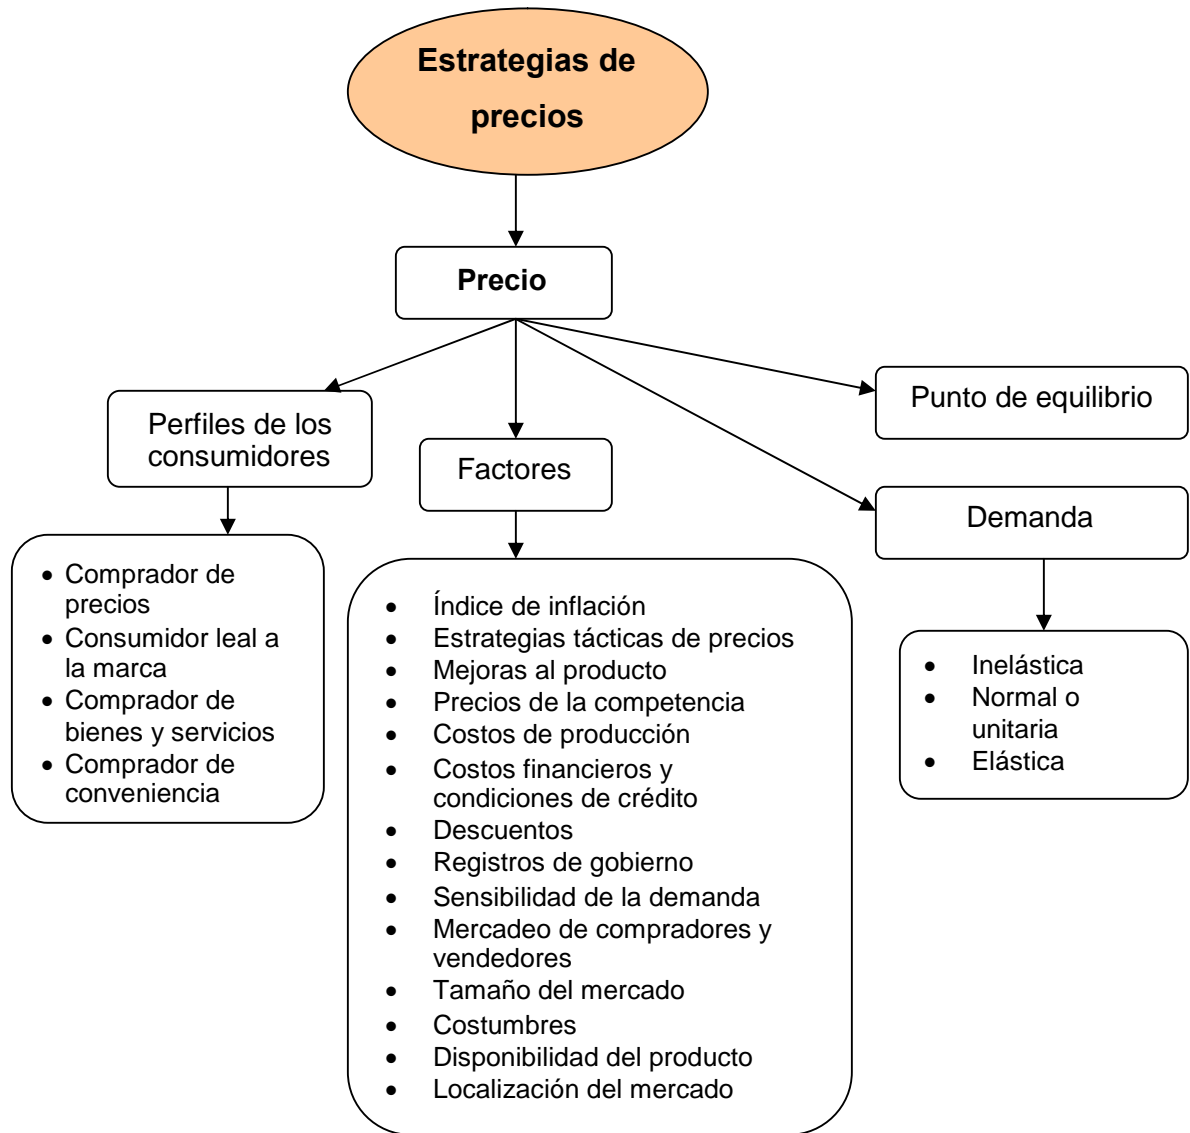 Estrategias de
precios
Precio
Perfiles de los
consumidores
Factores
Punto de equilibrio
Demanda
• Comprador de
precios
• Consumidor leal a
la marca
• Comprador de
bienes y servicios
• Comprador de
conveniencia
• Índice de inflación
• Estrategias tácticas de precios
• Mejoras al producto
• Precios de la competencia
• Costos de producción
• Costos financieros y
condiciones de crédito
• Descuentos
• Registros de gobierno
• Sensibilidad de la demanda
• Mercadeo de compradores y
vendedores
• Tamaño del mercado
• Costumbres
• Disponibilidad del producto
• Localización del mercado
• Inelástica
• Normal o
unitaria
• Elástica